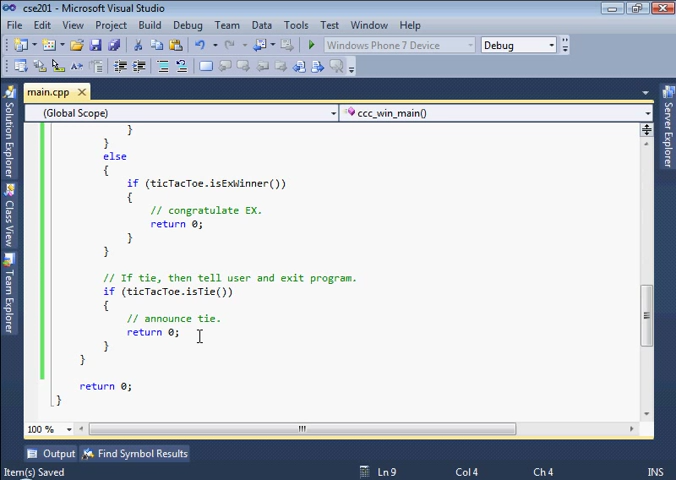 cse201 - Microsoft Visual Studio
File Edit View Project Build Debug Team Data Tools Test Window Help
Windows Phone 7 Device Debug
main.cpp
(Global Scope) ccc_win_main()
Solution Explorer
Class View
Team Explorer
Server Explorer
}
}
else
{
if (ticTacToe.isExWinner())
{
// congratulate EX.
return 0;
}
}
// If tie, then tell user and exit program.
if (ticTacToe.isTie())
{
// announce tie.
return 0;
}
}
return 0;
}
100 %
Output Find Symbol Results
Item(s) Saved Ln 9 Col 4 Ch 4 INS